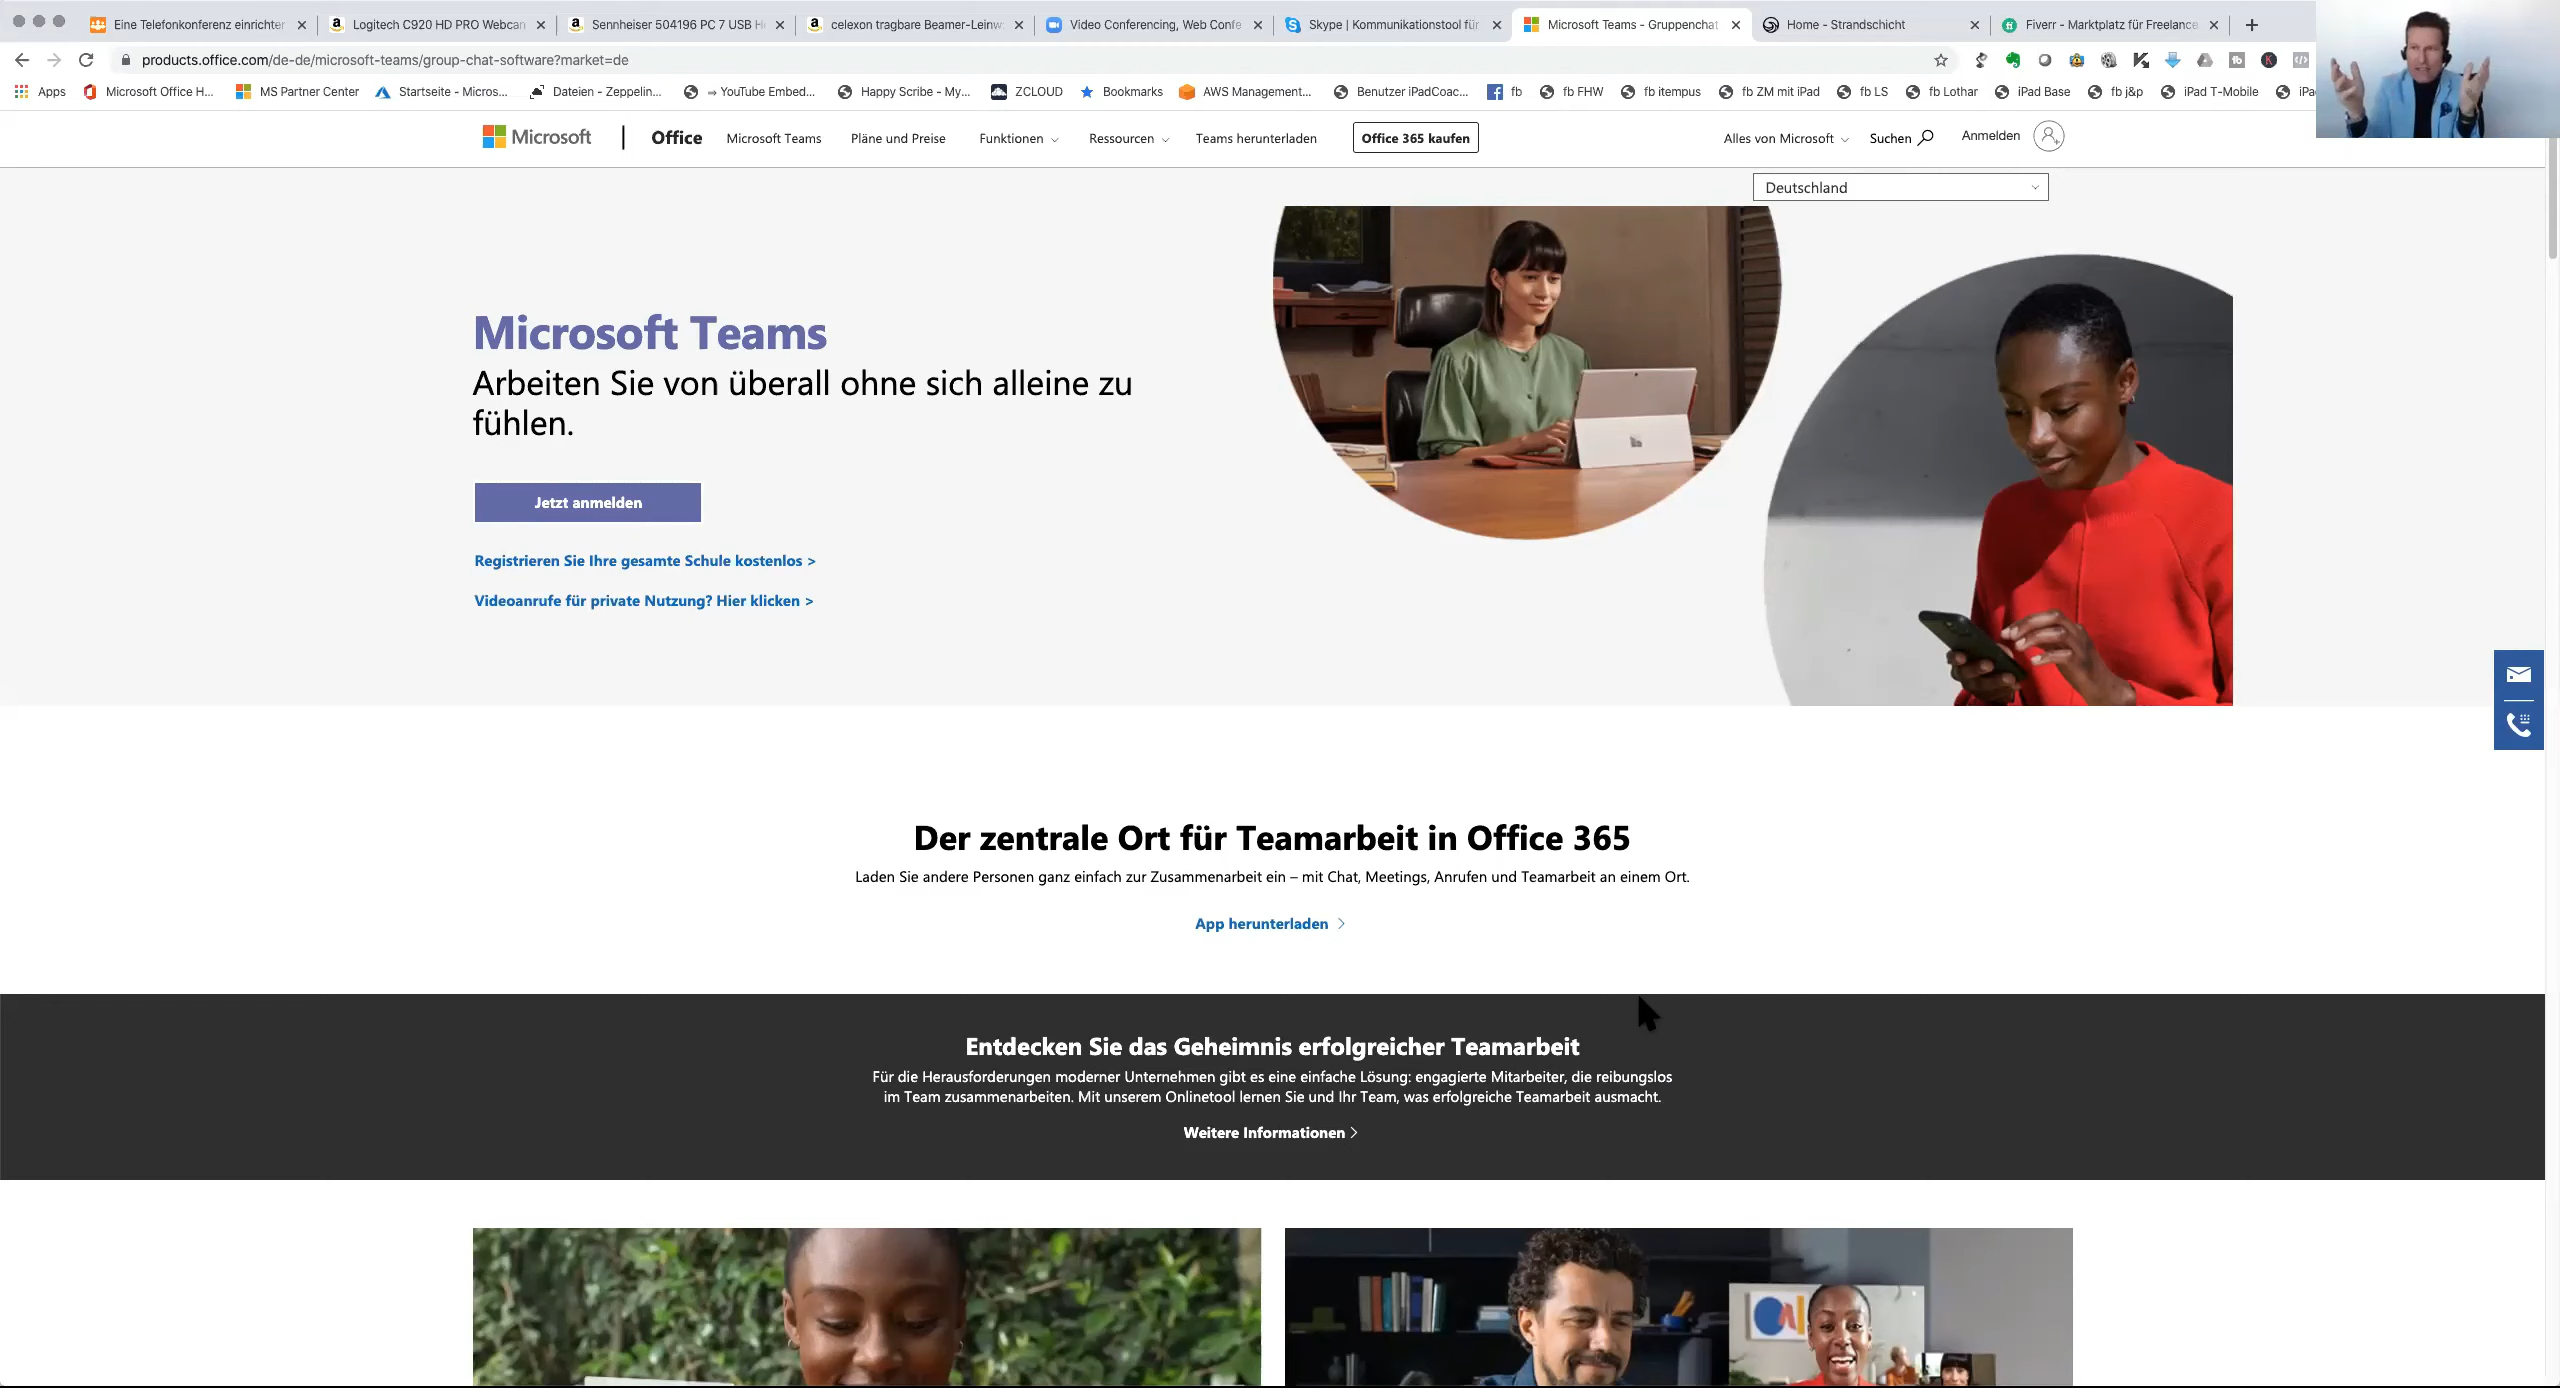 Eine Telefonkonferenz einrichten
Logitech C920 HD PRO Webcan
Sennheiser 504196 PC 7 USB H
celexon tragbare Beamer-Leinw
Video Conferencing, Web Confe
Skype | Kommunikationstool für
Microsoft Teams - Gruppenchat
Home - Strandschicht
Fiverr - Marktplatz für Freelance
products.office.com/de-de/microsoft-teams/group-chat-software?market=de
Apps
Microsoft Office H...
MS Partner Center
Startseite - Micros...
Dateien - Zeppelin...
⇒ YouTube Embed...
Happy Scribe - My...
ZCLOUD
Bookmarks
AWS Management...
Benutzer iPadCoac...
fb
fb FHW
fb itempus
fb ZM mit iPad
fb LS
fb Lothar
iPad Base
fb j&p
iPad T-Mobile
Microsoft
Office
Microsoft Teams
Pläne und Preise
Funktionen
Ressourcen
Teams herunterladen
Office 365 kaufen
Alles von Microsoft
Suchen
Anmelden
Deutschland
Microsoft Teams
Arbeiten Sie von überall ohne sich alleine zu
fühlen.
Jetzt anmelden
Registrieren Sie Ihre gesamte Schule kostenlos >
Videoanrufe für private Nutzung? Hier klicken >
Der zentrale Ort für Teamarbeit in Office 365
Laden Sie andere Personen ganz einfach zur Zusammenarbeit ein – mit Chat, Meetings, Anrufen und Teamarbeit an einem Ort.
App herunterladen >
Entdecken Sie das Geheimnis erfolgreicher Teamarbeit
Für die Herausforderungen moderner Unternehmen gibt es eine einfache Lösung: engagierte Mitarbeiter, die reibungslos
im Team zusammenarbeiten. Mit unserem Onlinetool lernen Sie und Ihr Team, was erfolgreiche Teamarbeit ausmacht.
Weitere Informationen >